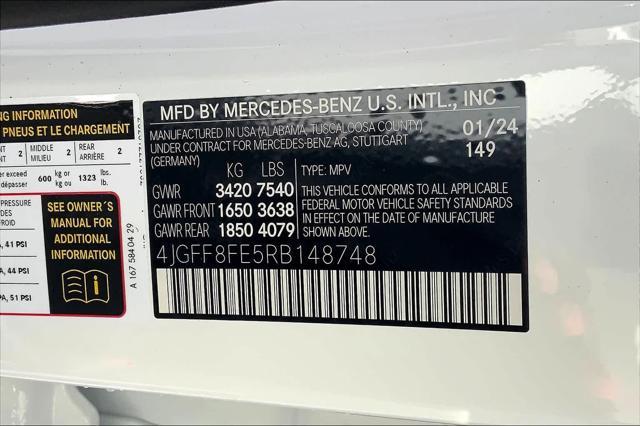 NG INFORMATION
PNEUS ET LE CHARGEMENT
2 MIDDLE MILIEU 2 REAR ARRIÈRE 2
er exceed
dépasser 600 kg or kg ou 1323 lbs. lb.
PRESSURE
DES
FROID
, 41 PSI
A, 44 PSI
PA, 51 PSI
SEE OWNER'S
MANUAL FOR
ADDITIONAL
INFORMATION
A 167 584 04 29
MFD BY MERCEDES-BENZ U.S. INTL., INC
MANUFACTURED IN USA (ALABAMA, TUSCALOOSA COUNTY)
UNDER CONTRACT FOR MERCEDES-BENZ AG, STUTTGART
(GERMANY)
01/24
149
KG LBS
TYPE: MPV
GVWR 3420 7540
GAWR FRONT 1650 3638
GAWR REAR 1850 4079
THIS VEHICLE CONFORMS TO ALL APPLICABLE
FEDERAL MOTOR VEHICLE SAFETY STANDARDS
IN EFFECT ON THE DATE OF MANUFACTURE
SHOWN ABOVE.
4JGFF8FE5RB148748